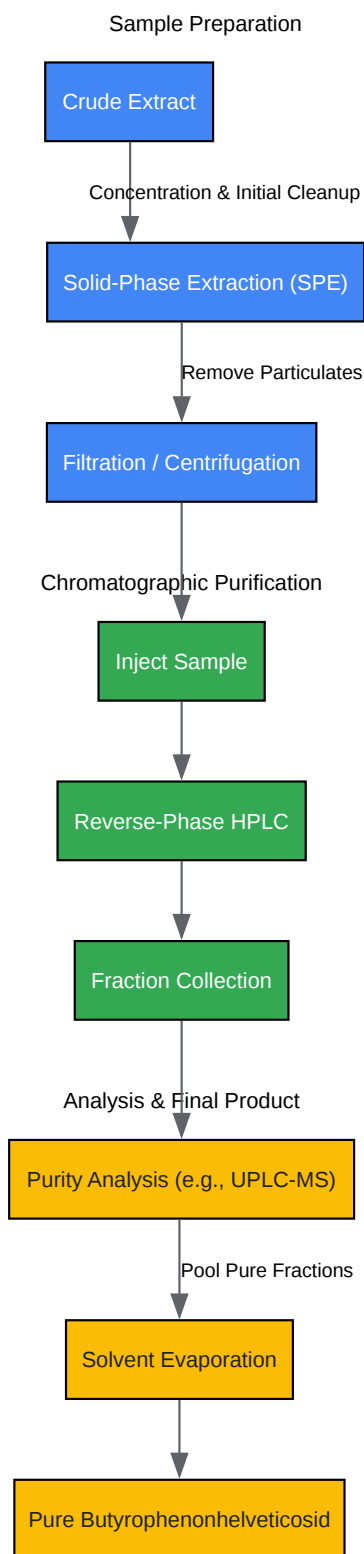 Sample Preparation
Crude Extract
Concentration & Initial Cleanup
Solid-Phase Extraction (SPE)
Remove Particulates
Filtration / Centrifugation
Chromatographic Purification
Inject Sample
Reverse-Phase HPLC
Fraction Collection
Analysis & Final Product
Purity Analysis (e.g., UPLC-MS)
Pool Pure Fractions
Solvent Evaporation
Pure Butyrophenonhelveticosid